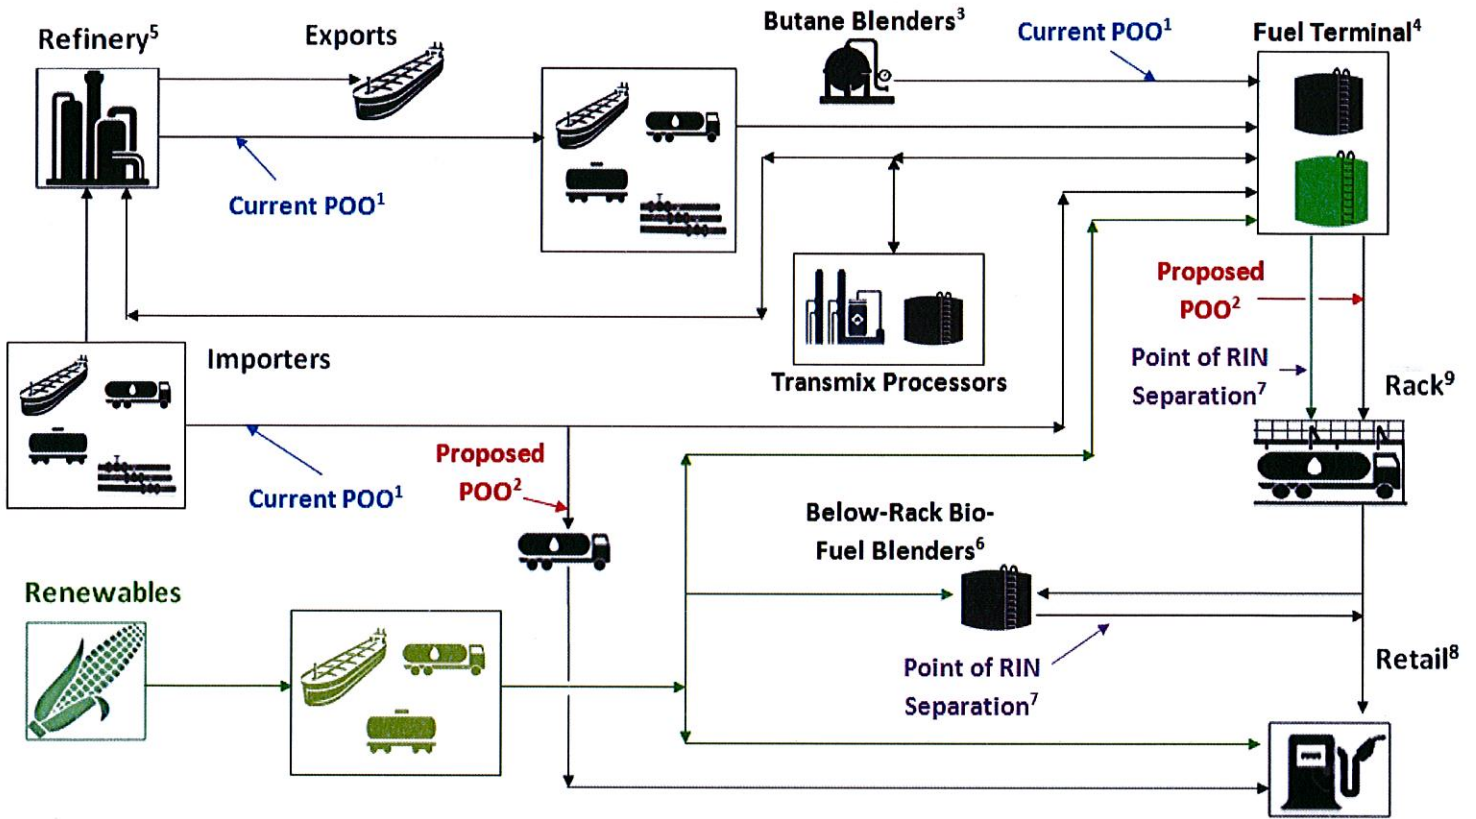 Refinery5
Exports
Butane Blenders3
Current POO1
Fuel Terminal4
Current POO1
Proposed
POO2
Point of RIN
Separation7
Rack9
Importers
Transmix Processors
Proposed
POO2
Current POO1
Below-Rack Bio-
Fuel Blenders6
Renewables
Point of RIN
Separation7
Retail8